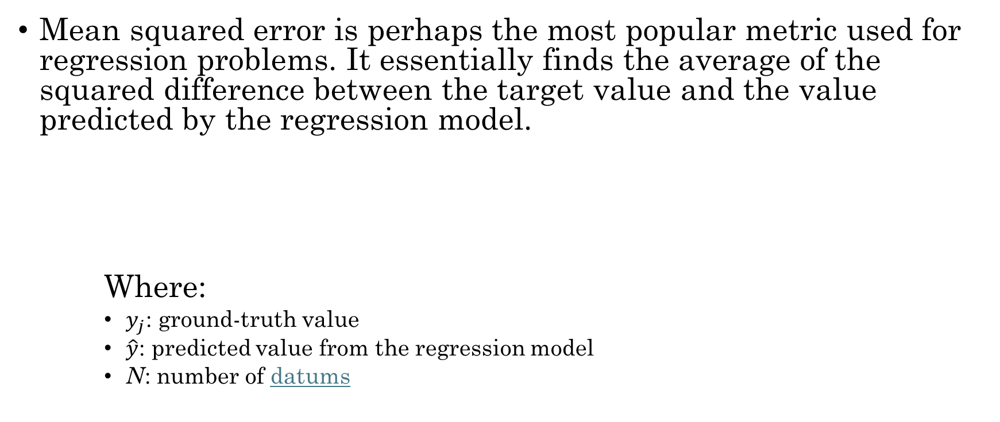 • Mean squared error is perhaps the most popular metric used for
regression problems. It essentially finds the average of the
squared difference between the target value and the value
predicted by the regression model.
Where:
• yⱼ: ground-truth value
• ŷ: predicted value from the regression model
• N: number of datums